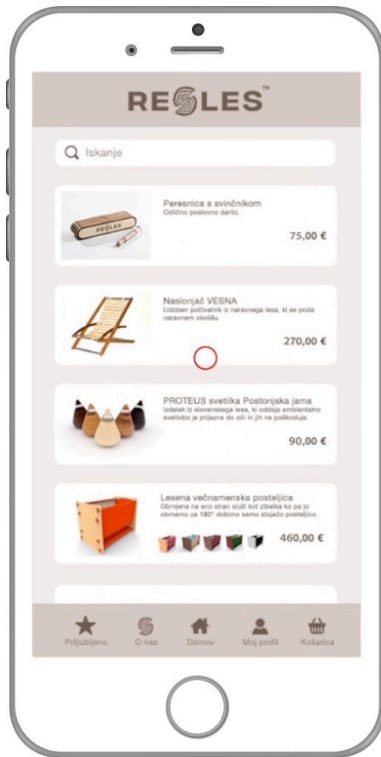 RESLES™
Iskanje
Peresnica s svinčnikom
Odlično poslovno darilo.
75,00 €
Naslonjač VESNA
Udoben počivalnik iz naravnega lesa, ki se poda
naravnem okolišu
270,00 €
PROTEUS svetilka Postonjska jama
Izdelek iz slovenskega lesa, ki oddaja ambientalno
svetlobo je prijazna do oči in jih ne poškoduje.
90,00 €
Lesena večnamenska posteljica
Obrnjena na eno stran služi kot zibelka ko pa jo
obrnemo za 180° dobimo samo stoječo posteljico.
460,00 €
Priljubljeno O nas Domov Moj profil Košarica